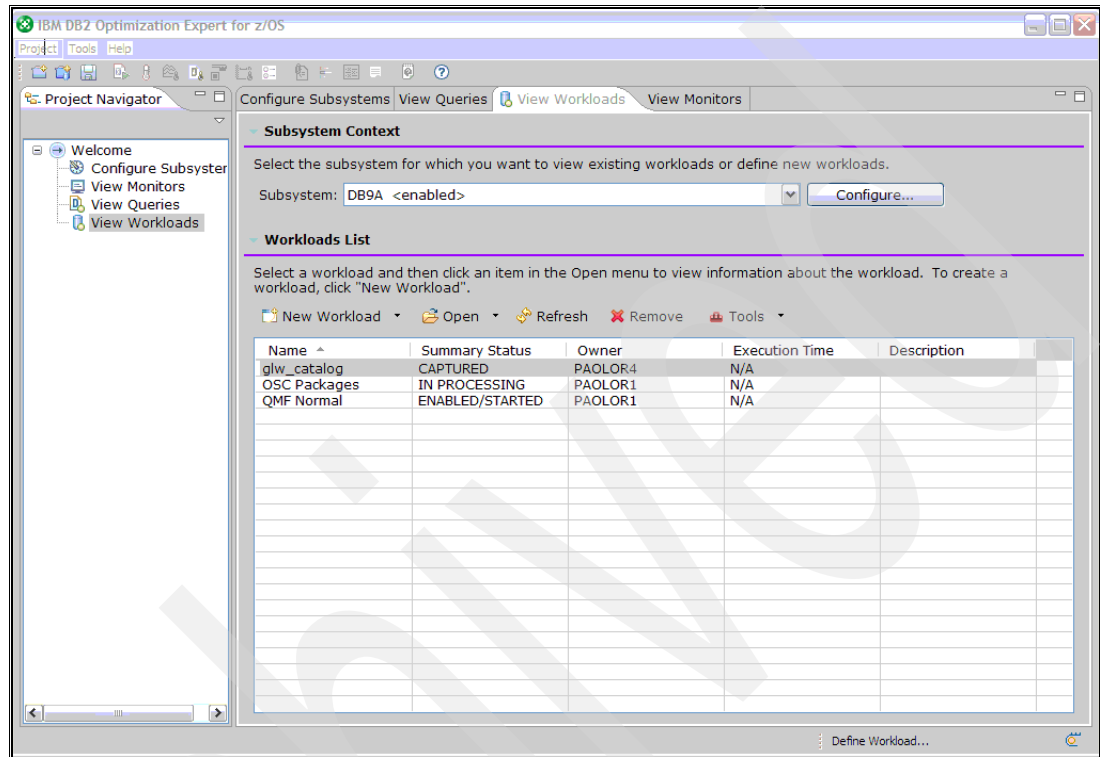 IBM DB2 Optimization Expert for z/OS
Project Tools Help
Project Navigator
Configure Subsystems View Queries View Workloads View Monitors
Welcome
Configure Subsyster
View Monitors
View Queries
View Workloads
Subsystem Context
Select the subsystem for which you want to view existing workloads or define new workloads.
Subsystem: DB9A <enabled> Configure...
Workloads List
Select a workload and then click an item in the Open menu to view information about the workload. To create a
workload, click "New Workload".
New Workload Open Refresh Remove Tools
Name Summary Status Owner Execution Time Description
glw_catalog CAPTURED PAOLOR4 N/A
OSC Packages IN PROCESSING PAOLOR1 N/A
QMF Normal ENABLED/STARTED PAOLOR1 N/A
Define Workload...